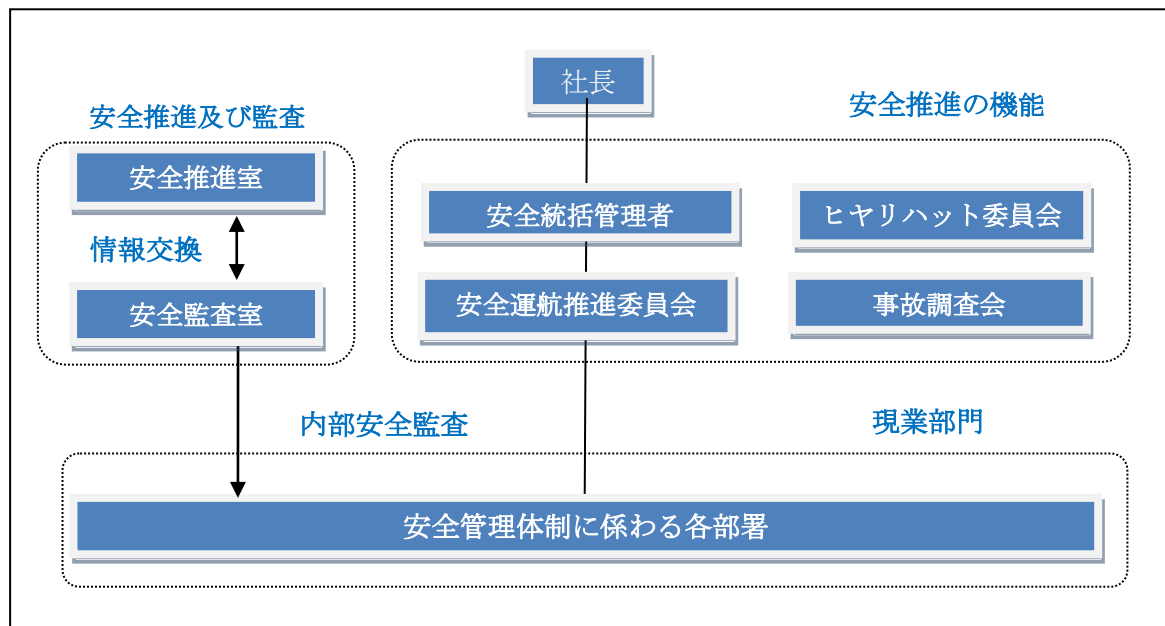 社長
安全推進及び監査
安全推進の機能
安全推進室
安全統括管理者
ヒヤリハット委員会
情報交換
安全監査室
安全運航推進委員会
事故調査会
内部安全監査
現業部門
安全管理体制に係わる各部署